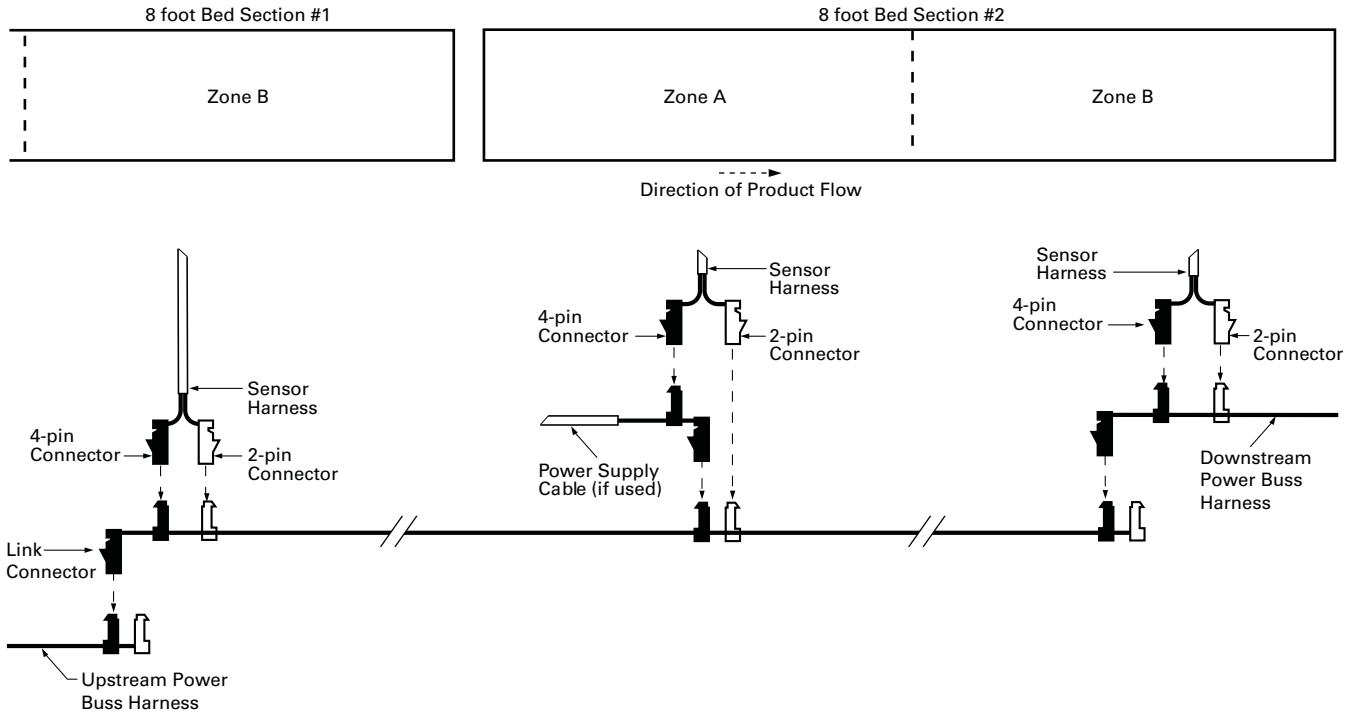 8 foot Bed Section #1
8 foot Bed Section #2
Zone B
Zone A
Zone B
Direction of Product Flow
Sensor
Harness
4-pin
Connector
2-pin
Connector
Link
Connector
Upstream Power
Buss Harness
Sensor
Harness
4-pin
Connector
2-pin
Connector
Power Supply
Cable (if used)
Sensor
Harness
4-pin
Connector
2-pin
Connector
Downstream
Power Buss
Harness